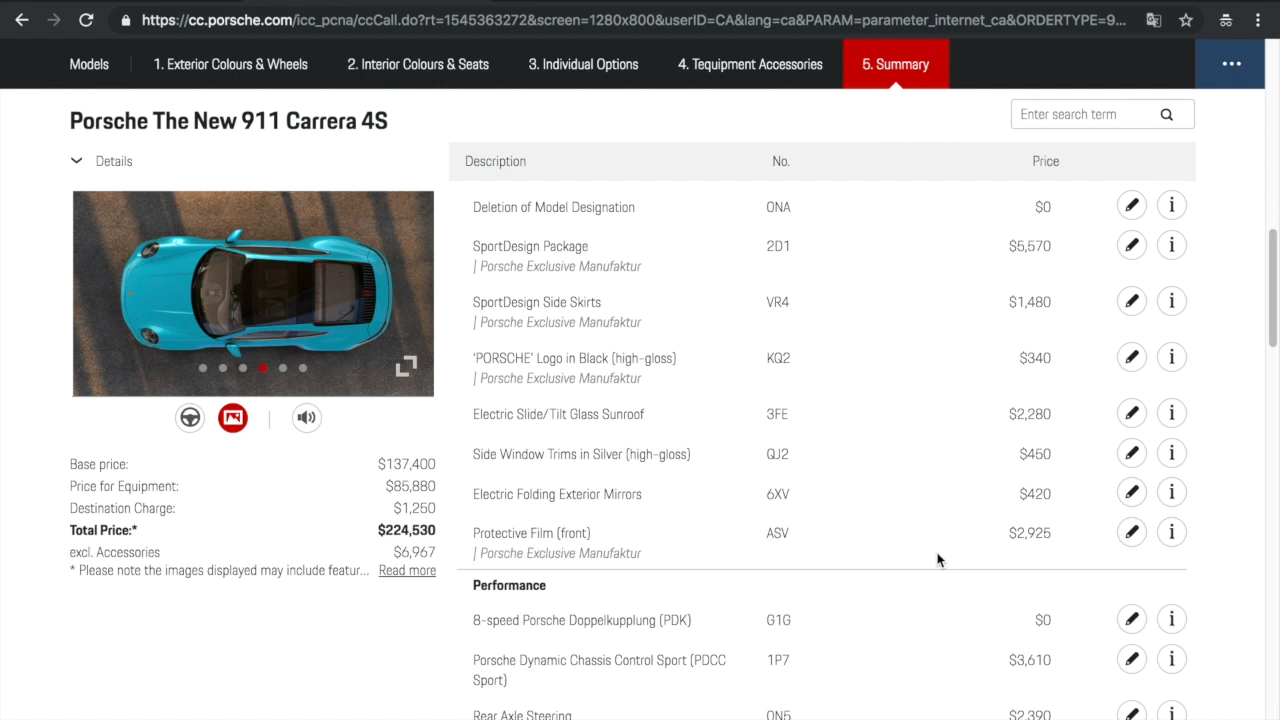 https://cc.porsche.com/icc_pcna/ccCall.do?rt=1545363272&screen=1280x800&userID=CA&lang=ca&PARAM=parameter_internet_ca&ORDERTYPE=9...
Models 1. Exterior Colours & Wheels 2. Interior Colours & Seats 3. Individual Options 4. Tequipment Accessories 5. Summary
Porsche The New 911 Carrera 4S
Enter search term
Details
Description No. Price
Deletion of Model Designation 0NA $0
SportDesign Package 2D1 $5,570
| Porsche Exclusive Manufaktur
SportDesign Side Skirts VR4 $1,480
| Porsche Exclusive Manufaktur
‘PORSCHE’ Logo in Black (high-gloss) KQ2 $340
| Porsche Exclusive Manufaktur
Electric Slide/Tilt Glass Sunroof 3FE $2,280
Side Window Trims in Silver (high-gloss) QJ2 $450
Electric Folding Exterior Mirrors 6XV $420
Protective Film (front) ASV $2,925
| Porsche Exclusive Manufaktur
Performance
8-speed Porsche Doppelkupplung (PDK) G1G $0
Porsche Dynamic Chassis Control Sport (PDCC 1P7 $3,610
Sport)
Rear Axle Steering 0N5 $2,390
Base price: $137,400
Price for Equipment: $85,880
Destination Charge: $1,250
Total Price:* $224,530
excl. Accessories $6,967
* Please note the images displayed may include featur... Read more